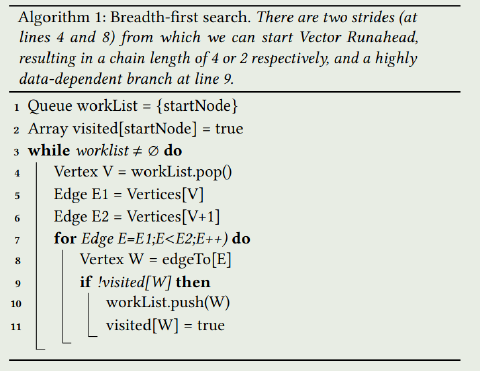 Algorithm 1: Breadth-first search. There are two strides (at
lines 4 and 8) from which we can start Vector Runahead,
resulting in a chain length of 4 or 2 respectively, and a highly
data-dependent branch at line 9.
1 Queue workList = {startNode}
2 Array visited[startNode] = true
3 while worklist ≠ ∅ do
4 Vertex V = workList.pop()
5 Edge E1 = Vertices[V]
6 Edge E2 = Vertices[V+1]
7 for Edge E=E1;E<E2;E++) do
8 Vertex W = edgeTo[E]
9 if !visited[W] then
10 workList.push(W)
11 visited[W] = true